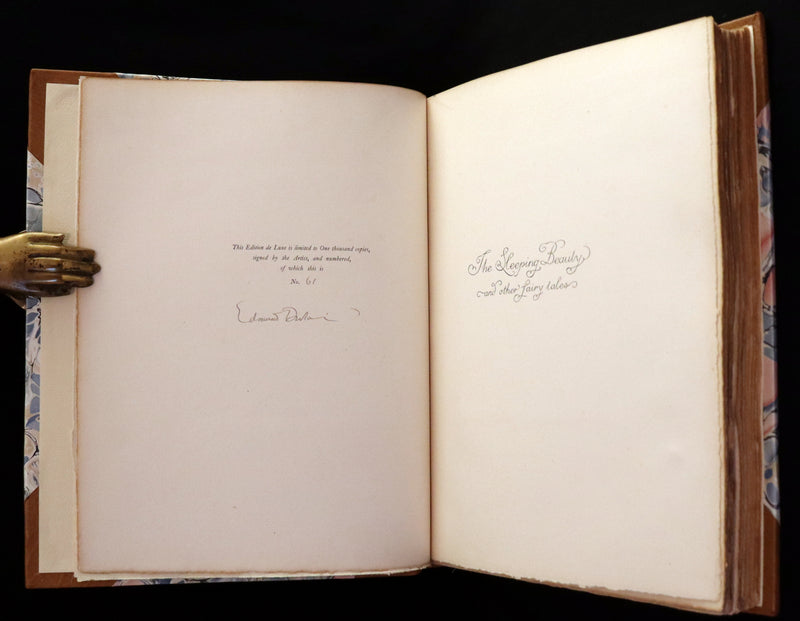 This Edition de Luxe is limited to One thousand copies,
signed by the Artist, and numbered,
of which this is
No. 61
Edmund Dulac
The Sleeping Beauty
and other fairy tales